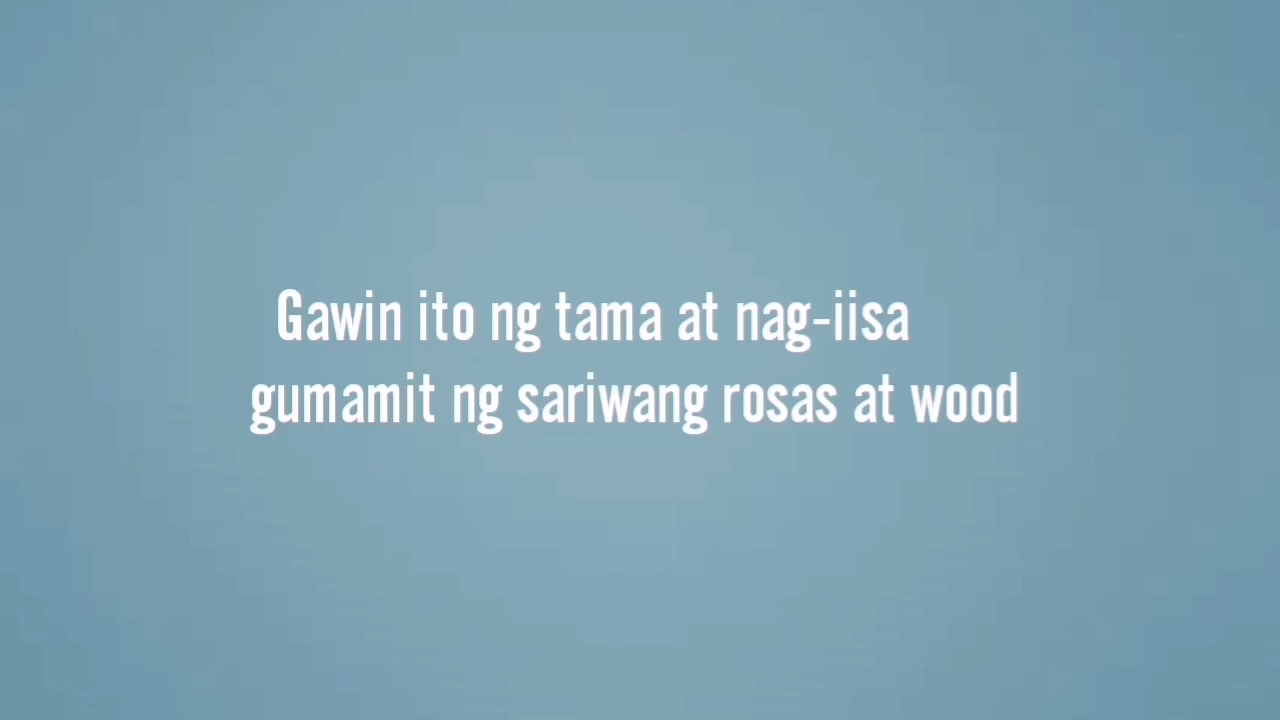 Gawin ito ng tama at nag-iisa
gumamit ng sariwang rosas at wood